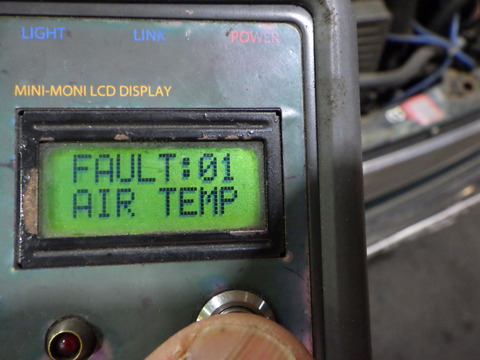 LIGHT LINK POWER
MINI-MONI LCD DISPLAY
FAULT:01
AIR TEMP